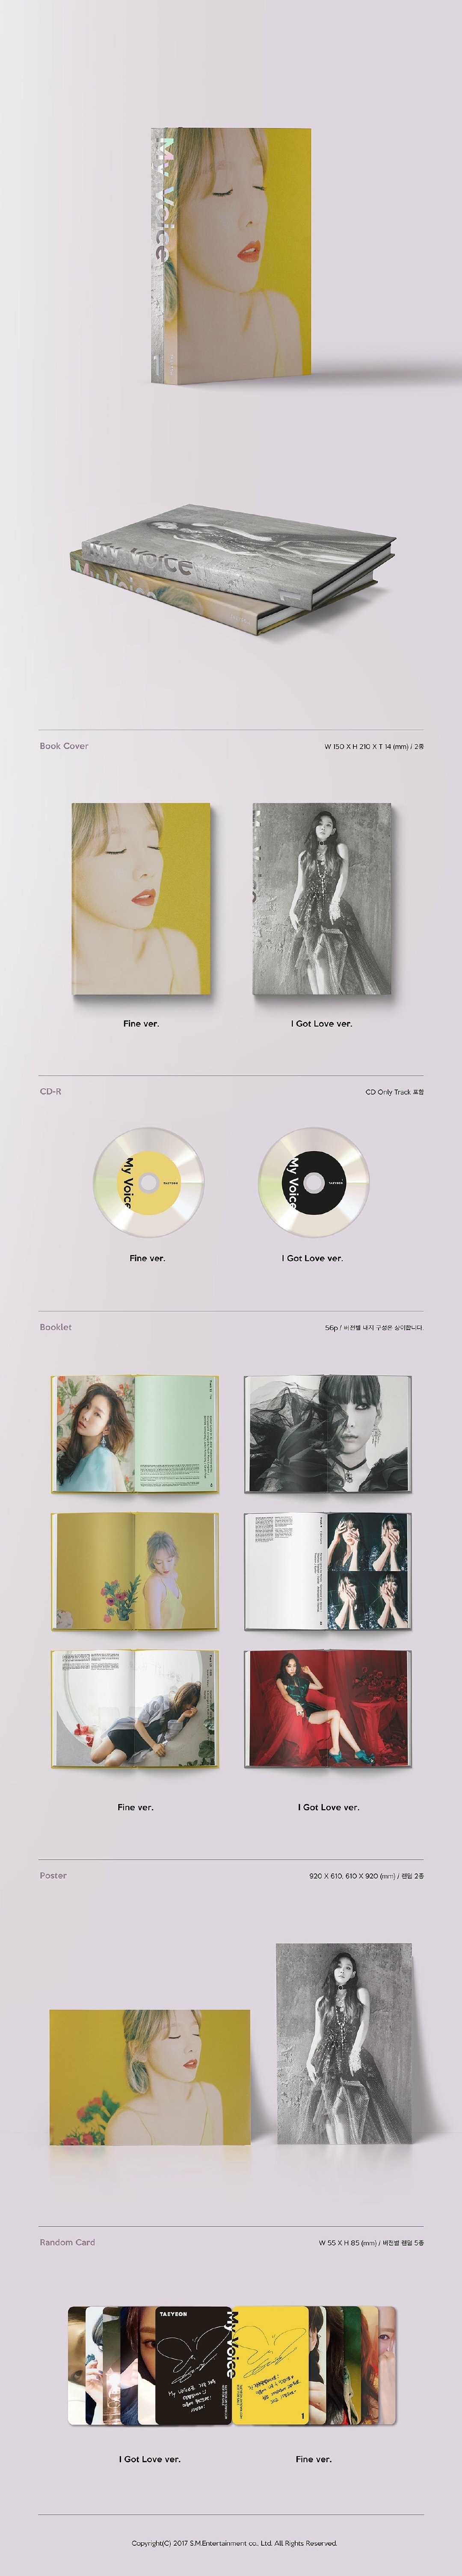 My Voice
My Voice
My Voice
Book Cover
W 150 X H 210 X T 14 (mm) / 2종
Fine ver.
I Got Love ver.
CD-R
CD Only Track 포함
My Voice
TAEYEON
My Voice
TAEYEON
Fine ver.
I Got Love ver.
Booklet
56p / 버전별 내지 구성은 상이합니다.
Fine ver.
I Got Love ver.
Poster
920 X 610, 610 X 920 (mm) / 랜덤 2종
Random Card
W 55 X H 85 (mm) / 버전별 랜덤 5종
TAEYEON
My Voice
1
I Got Love ver.
Fine ver.
Copyright(C) 2017 S.M.Entertainment co., Ltd. All Rights Reserved.